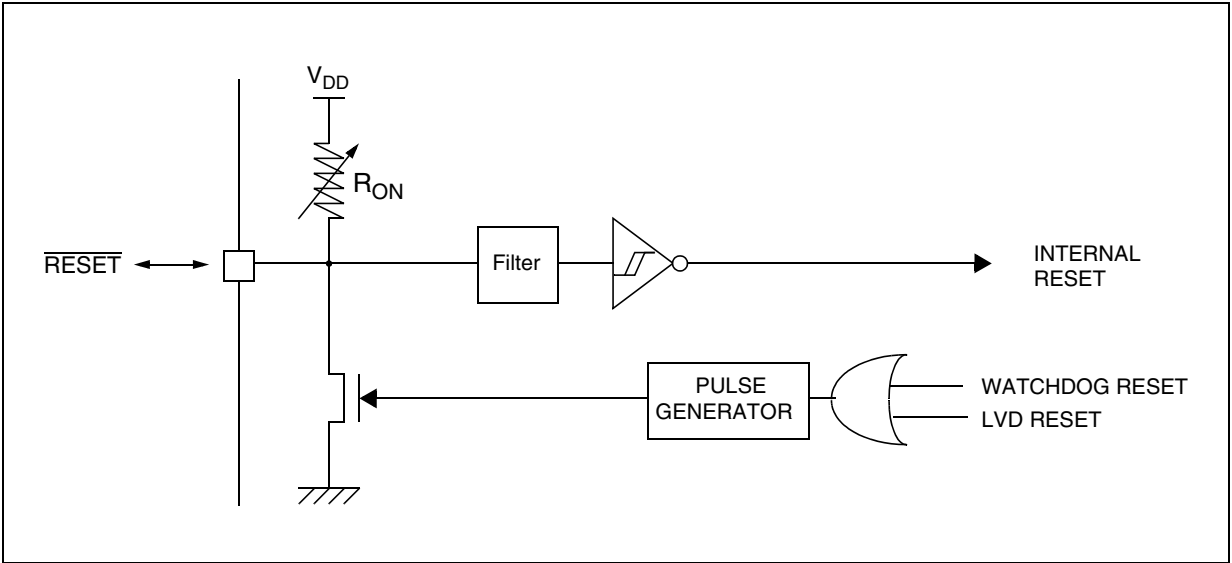 VDD
RON
RESET
Filter
INTERNAL
RESET
PULSE
GENERATOR
WATCHDOG RESET
LVD RESET